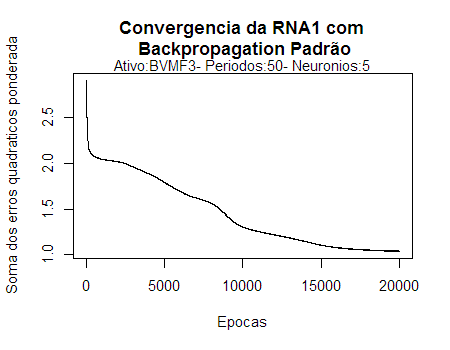 Convergencia da RNA1 com
Backpropagation Padrão
Ativo:BVMF3- Periodos:50- Neuronios:5
Soma dos erros quadraticos ponderada
2.5
2.0
1.5
1.0
0
5000
10000
15000
20000
Epocas